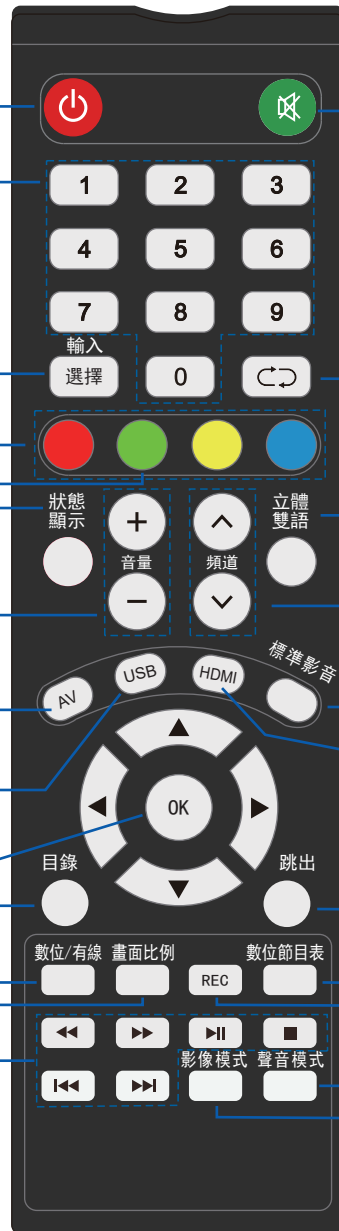 1
2
3
4
5
6
7
8
9
輸入
選擇
0
狀態
顯示
音量
頻道
立體
雙語
AV
USB
HDMI
標準影音
OK
目錄
跳出
數位/有線
畫面比例
REC
數位節目表
影像模式
聲音模式